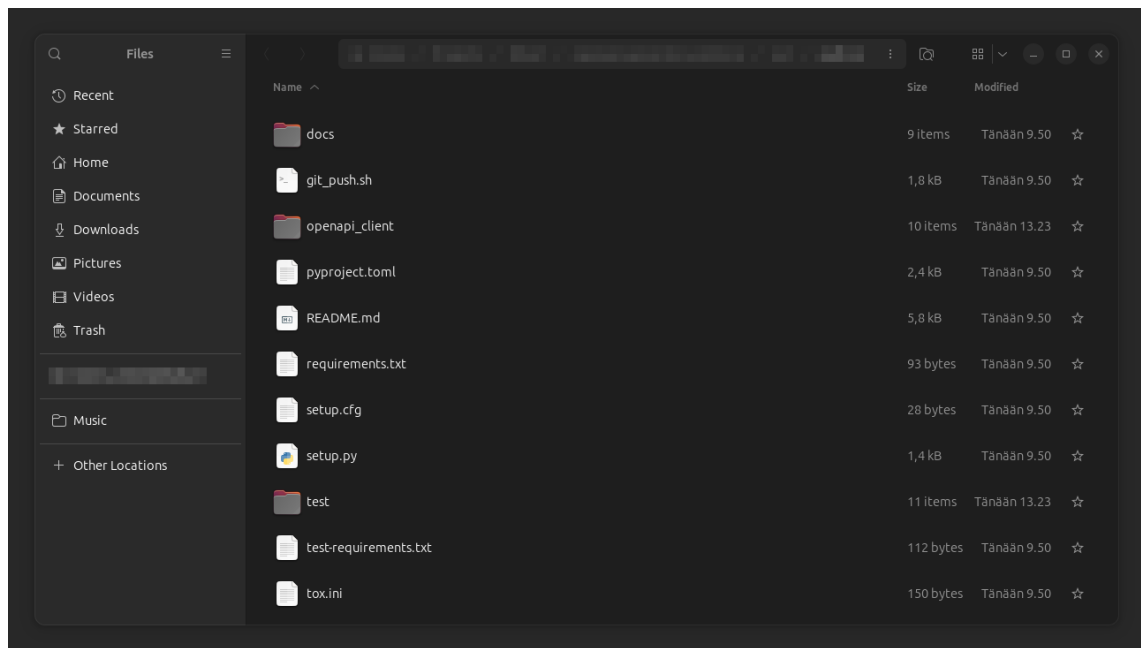 Files
Recent
Starred
Home
Documents
Downloads
Pictures
Videos
Trash
Music
Other Locations
Name Size Modified
docs 9 items Tänään 9.50
git_push.sh 1,8 kB Tänään 9.50
openapi_client 10 items Tänään 13.23
pyproject.toml 2,4 kB Tänään 9.50
README.md 5,8 kB Tänään 9.50
requirements.txt 93 bytes Tänään 9.50
setup.cfg 28 bytes Tänään 9.50
setup.py 1,4 kB Tänään 9.50
test 11 items Tänään 13.23
test-requirements.txt 112 bytes Tänään 9.50
tox.ini 150 bytes Tänään 9.50